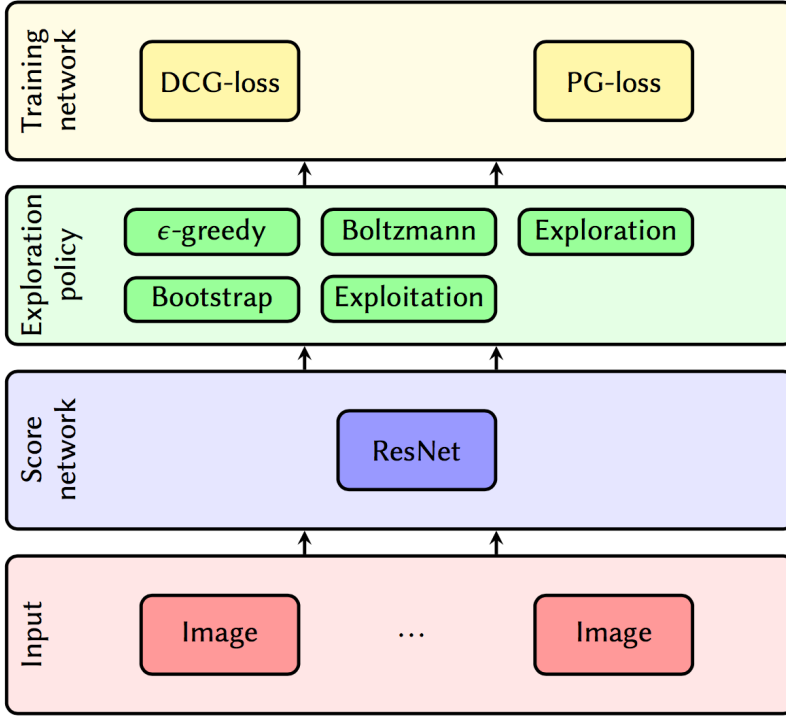 Training
network
DCG-loss
PG-loss
Exploration
policy
ϵ-greedy
Boltzmann
Exploration
Bootstrap
Exploitation
Score
network
ResNet
Input
Image
...
Image